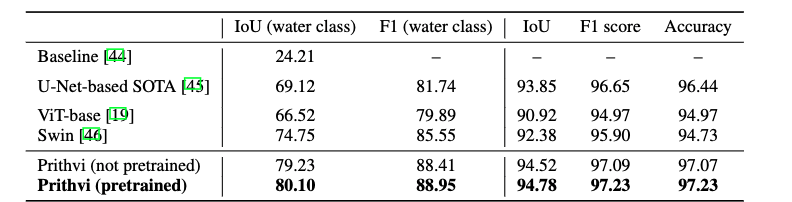 IoU (water class) F1 (water class) IoU F1 score Accuracy
Baseline [44] 24.21 – – – –
U-Net-based SOTA [45] 69.12 81.74 93.85 96.65 96.44
ViT-base [19] 66.52 79.89 90.92 94.97 94.97
Swin [46] 74.75 85.55 92.38 95.90 94.73
Prithvi (not pretrained) 79.23 88.41 94.52 97.09 97.07
Prithvi (pretrained) 80.10 88.95 94.78 97.23 97.23